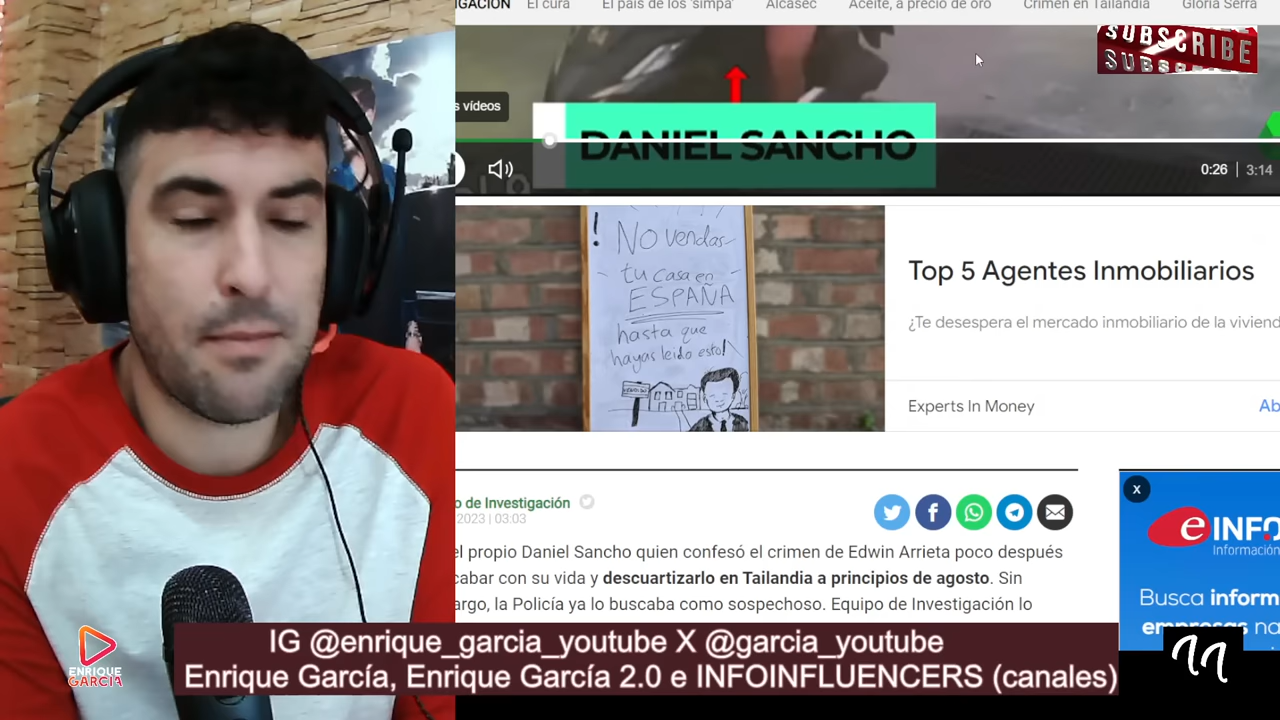 IGACIÓN El cura El país de los 'simpa' Alcasec Aceite, a precio de oro Crimen en Tailandia Gloria Serra
SUBSCRIBE
s vídeos
DANIEL SANCHO
0:26 | 3:14
! No vendas
tu casa en
ESPAÑA
hasta que
hayas leido esto!
Top 5 Agentes Inmobiliarios
¿Te desespera el mercado inmobiliario de la viviend
Experts In Money
Ab
o de Investigación
2023 | 03:03
X
eINFO
Información
el propio Daniel Sancho quien confesó el crimen de Edwin Arrieta poco después
cabar con su vida y descuartizarlo en Tailandia a principios de agosto. Sin
argo, la Policía ya lo buscaba como sospechoso. Equipo de Investigación lo
Busca inform
empresas na
IG @enrique_garcia_youtube X @garcia_youtube
Enrique García, Enrique García 2.0 e INFOINFLUENCERS (canales)
ENRIQUE
GARCÍA